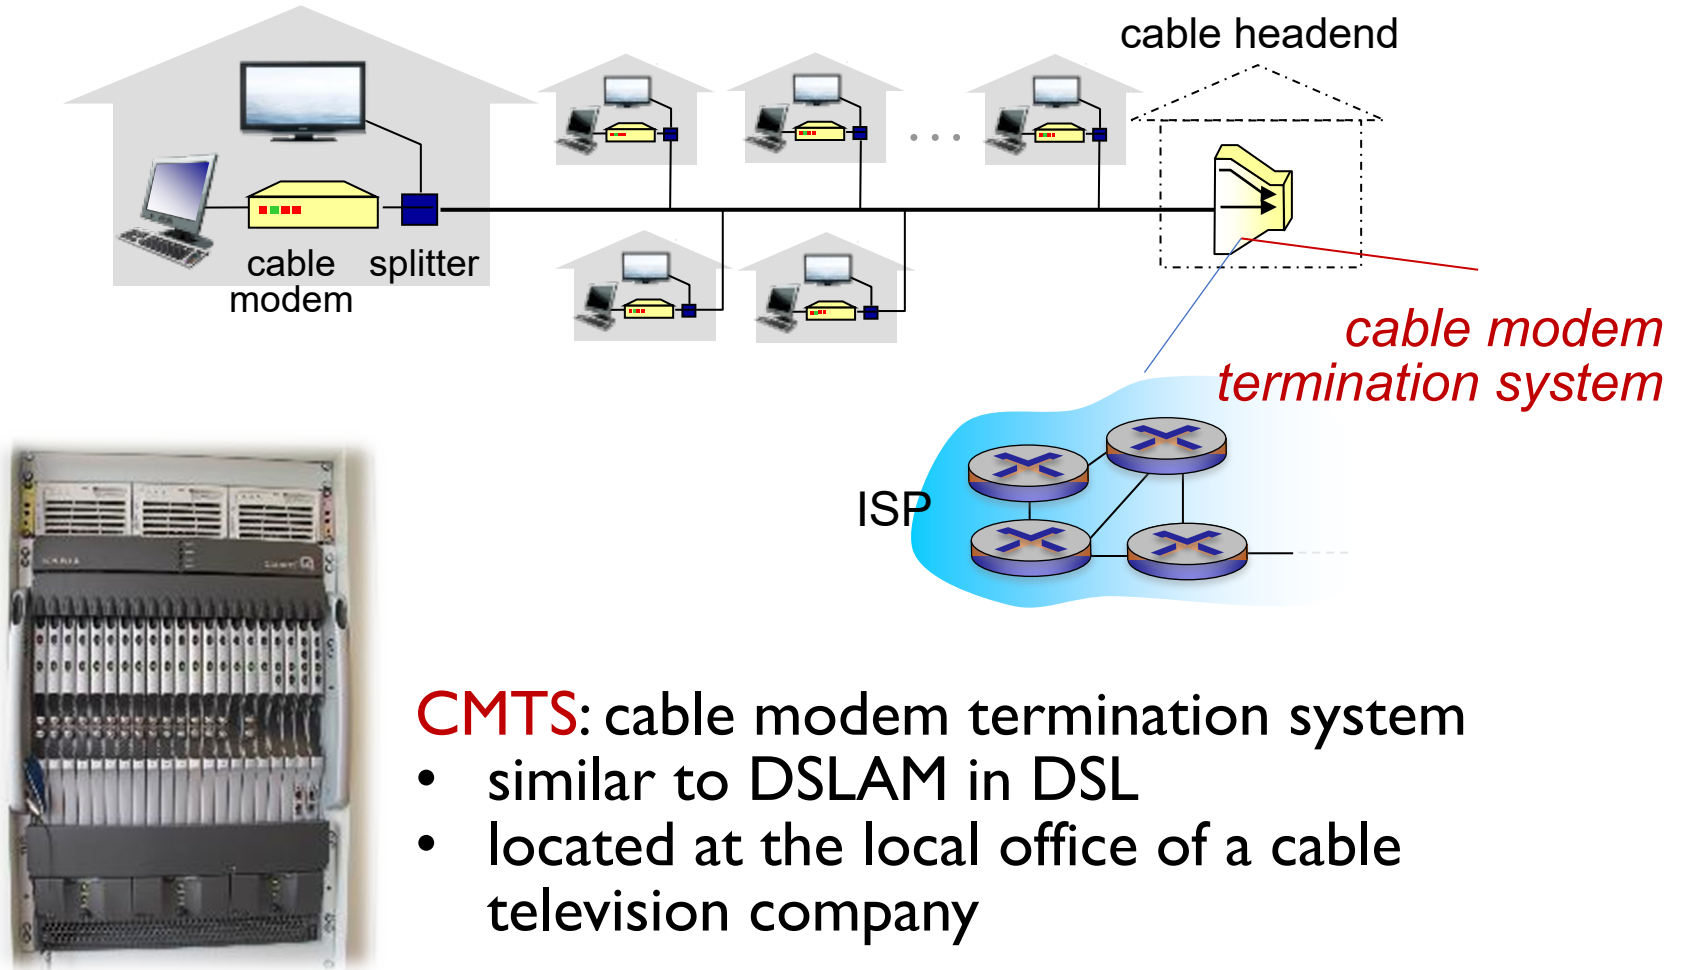 cable headend
cable
modem
splitter
cable modem
termination system
ISP
CMTS: cable modem termination system
• similar to DSLAM in DSL
• located at the local office of a cable
television company